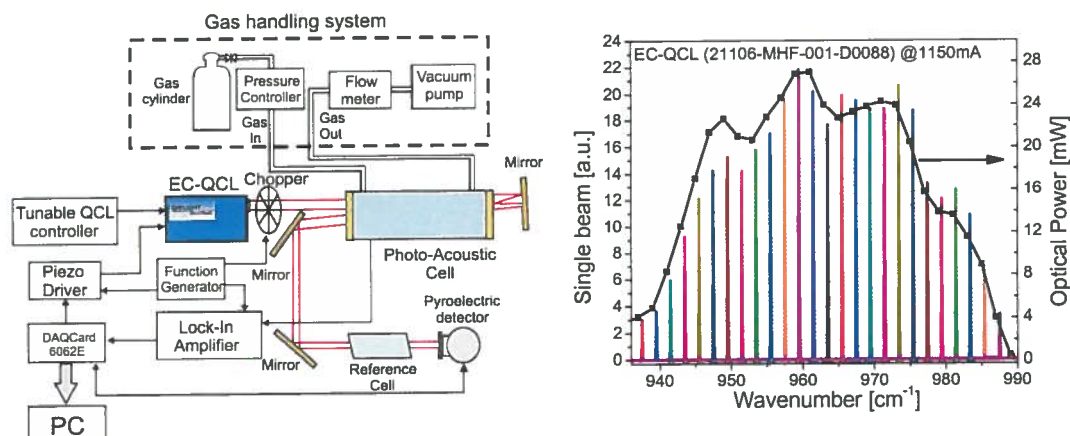 Gas handling system
Gas
cylinder
Pressure
Controller
Flow
meter
Vacuum
pump
Gas
In
Gas
Out
Mirror
EC-QCL
Chopper
Tunable QCL
controller
Photo-Acoustic
Cell
Mirror
Piezo
Driver
Function
Generator
Pyroelectric
detector
DAQCard
6062E
Lock-In
Amplifier
Mirror
Reference
Cell
PC
EC-QCL (21106-MHF-001-D0088) @1150mA
Single beam [a.u.]
24
22
20
18
16
14
12
10
8
6
4
2
0
940
950
960
970
980
990
Wavenumber [cm-1]
28
24
20
16
12
8
4
0
Optical Power [mW]